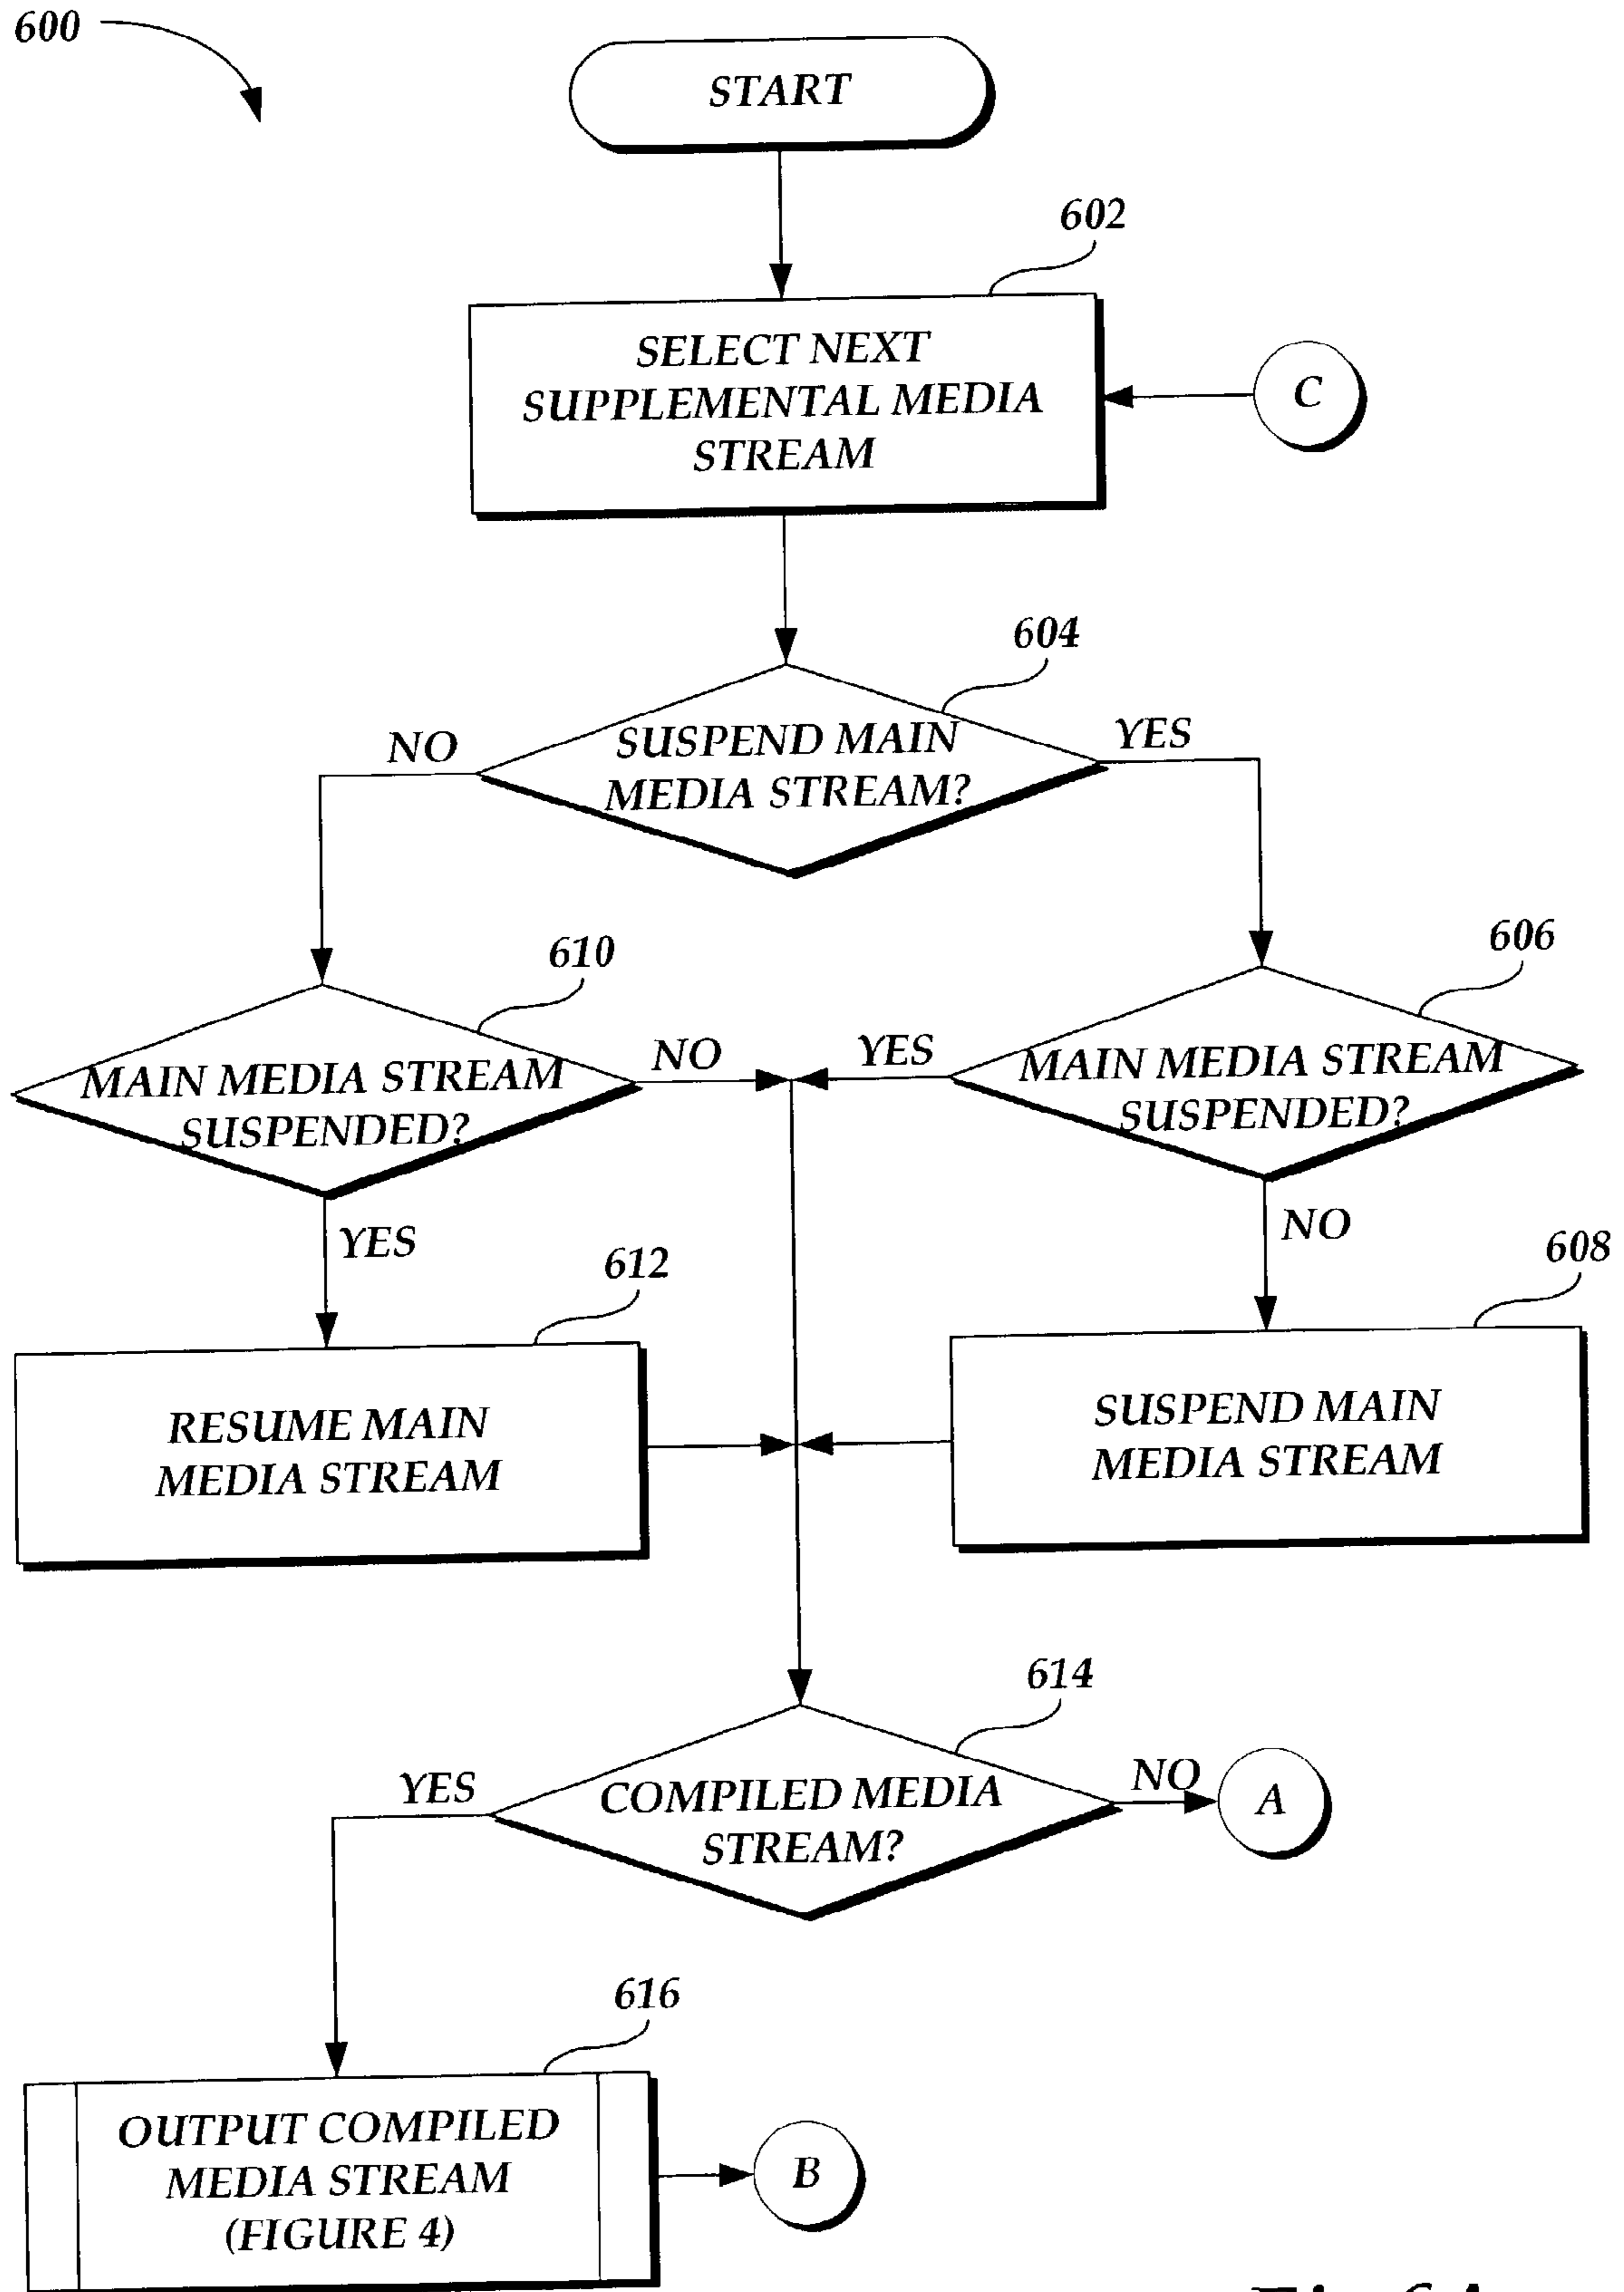 600
START
602
SELECT NEXT
SUPPLEMENTAL MEDIA
STREAM
C
604
NO
SUSPEND MAIN
MEDIA STREAM?
YES
610
606
MAIN MEDIA STREAM
SUSPENDED?
NO
YES
MAIN MEDIA STREAM
SUSPENDED?
YES
NO
612
608
RESUME MAIN
MEDIA STREAM
SUSPEND MAIN
MEDIA STREAM
614
YES
COMPILED MEDIA
STREAM?
NO
A
616
OUTPUT COMPILED
MEDIA STREAM
(FIGURE 4)
B